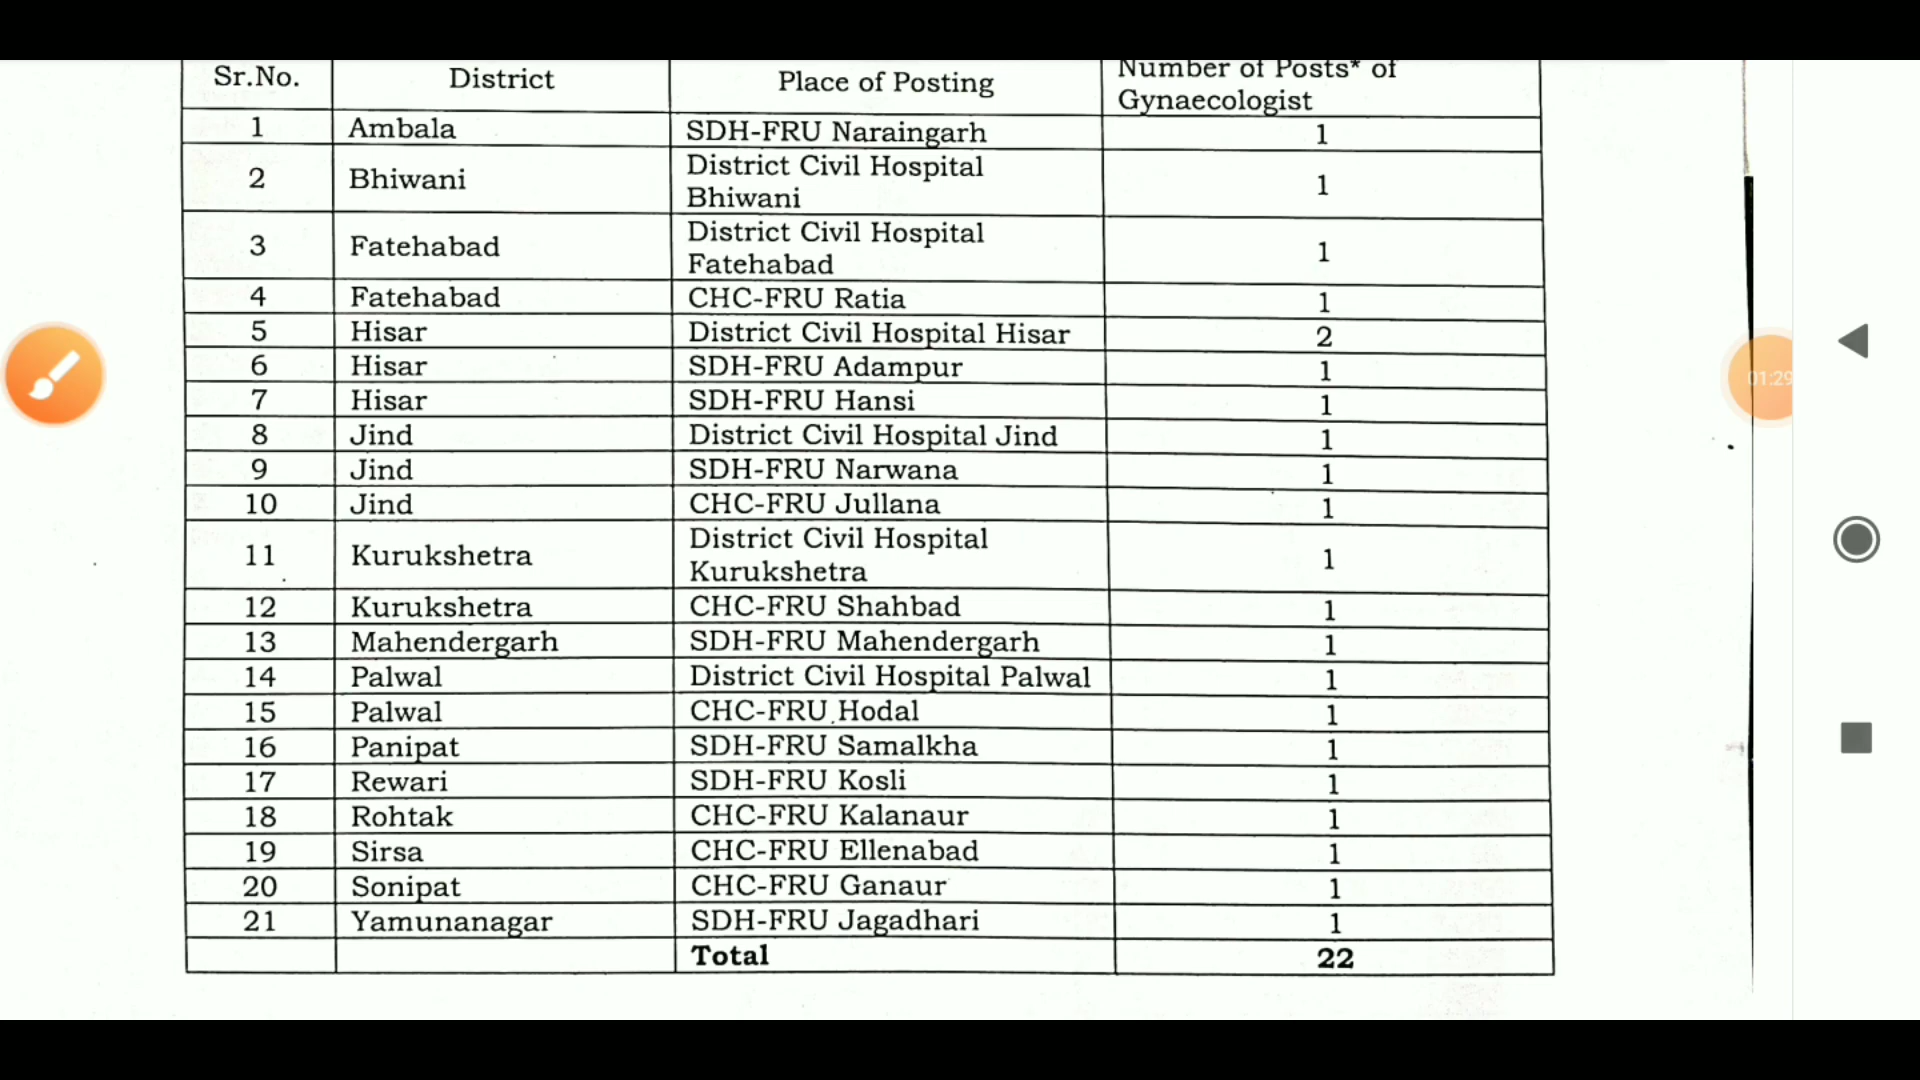 Sr.No. District Place of Posting Number of Posts* of
Gynaecologist
1 Ambala SDH-FRU Naraingarh 1
2 Bhiwani District Civil Hospital
Bhiwani 1
3 Fatehabad District Civil Hospital
Fatehabad 1
4 Fatehabad CHC-FRU Ratia 1
5 Hisar District Civil Hospital Hisar 2
6 Hisar SDH-FRU Adampur 1
7 Hisar SDH-FRU Hansi 1
8 Jind District Civil Hospital Jind 1
9 Jind SDH-FRU Narwana 1
10 Jind CHC-FRU Jullana 1
11 Kurukshetra District Civil Hospital
Kurukshetra 1
12 Kurukshetra CHC-FRU Shahbad 1
13 Mahendergarh SDH-FRU Mahendergarh 1
14 Palwal District Civil Hospital Palwal 1
15 Palwal CHC-FRU Hodal 1
16 Panipat SDH-FRU Samalkha 1
17 Rewari SDH-FRU Kosli 1
18 Rohtak CHC-FRU Kalanaur 1
19 Sirsa CHC-FRU Ellenabad 1
20 Sonipat CHC-FRU Ganaur 1
21 Yamunanagar SDH-FRU Jagadhari 1
Total 22
01:29